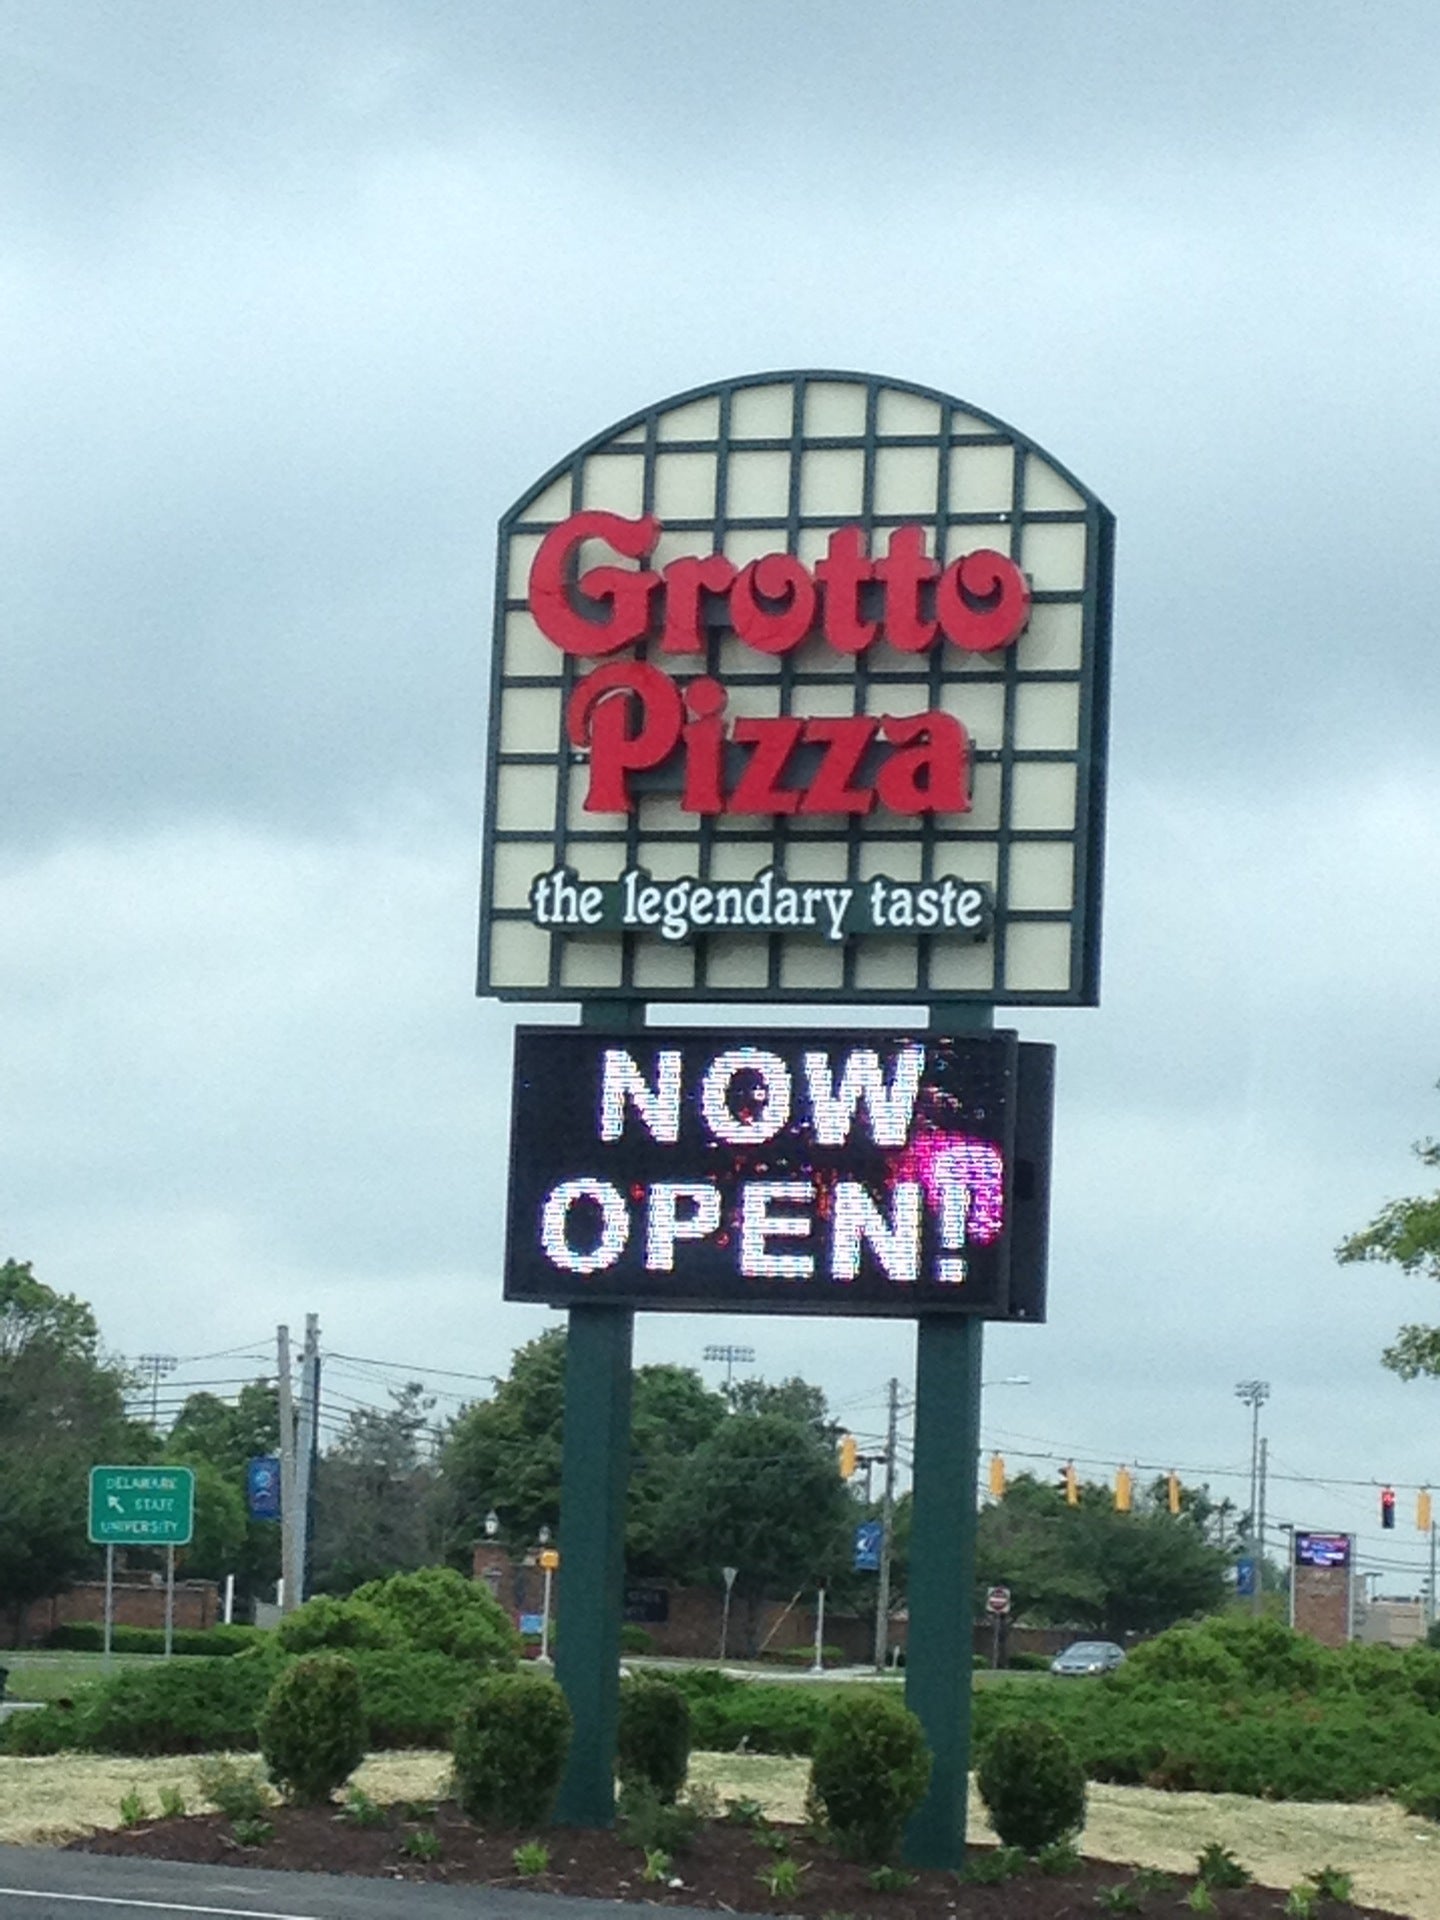 Grotto
Pizza
the legendary taste
NOW
OPEN!
DELAWARE
STATE
UNIVERSITY